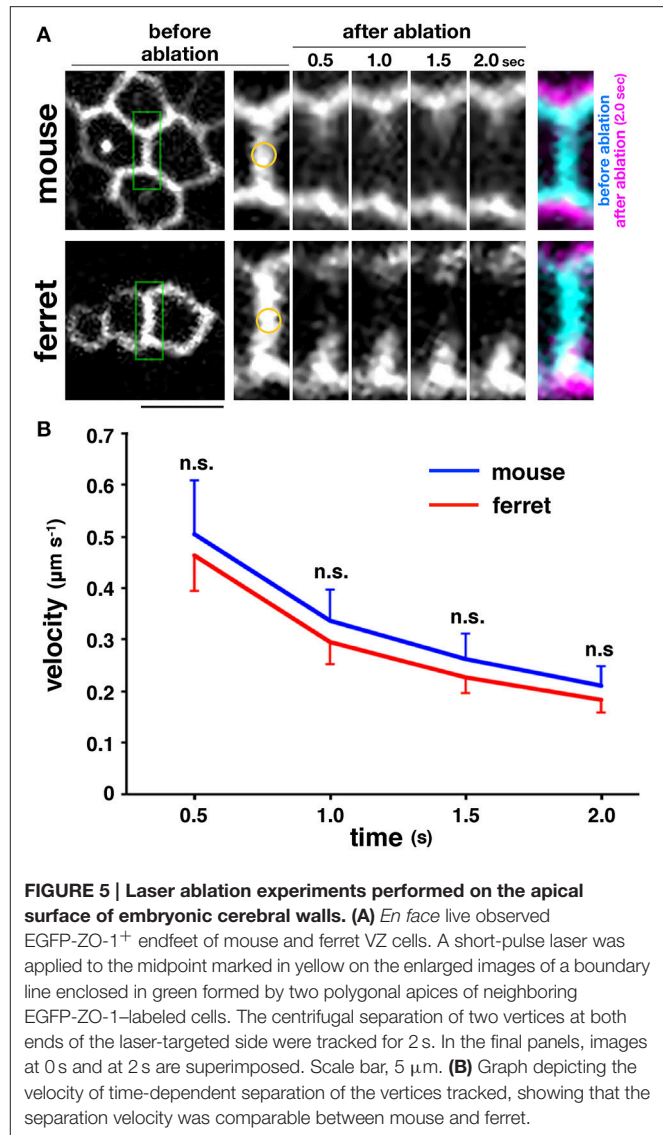 A
before ablation
after ablation
0.5 1.0 1.5 2.0 sec
mouse
before ablation
after ablation (2.0 sec)
ferret
B
0.7
0.6
0.5
0.4
0.3
0.2
0.1
0
velocity (µm s⁻¹)
n.s.
n.s.
n.s.
n.s
mouse
ferret
0.5 1.0 1.5 2.0
time (s)
FIGURE 5 | Laser ablation experiments performed on the apical
surface of embryonic cerebral walls. (A) En face live observed
EGFP-ZO-1⁺ endfeet of mouse and ferret VZ cells. A short-pulse laser was
applied to the midpoint marked in yellow on the enlarged images of a boundary
line enclosed in green formed by two polygonal apices of neighboring
EGFP-ZO-1–labeled cells. The centrifugal separation of two vertices at both
ends of the laser-targeted side were tracked for 2 s. In the final panels, images
at 0 s and at 2 s are superimposed. Scale bar, 5 µm. (B) Graph depicting the
velocity of time-dependent separation of the vertices tracked, showing that the
separation velocity was comparable between mouse and ferret.